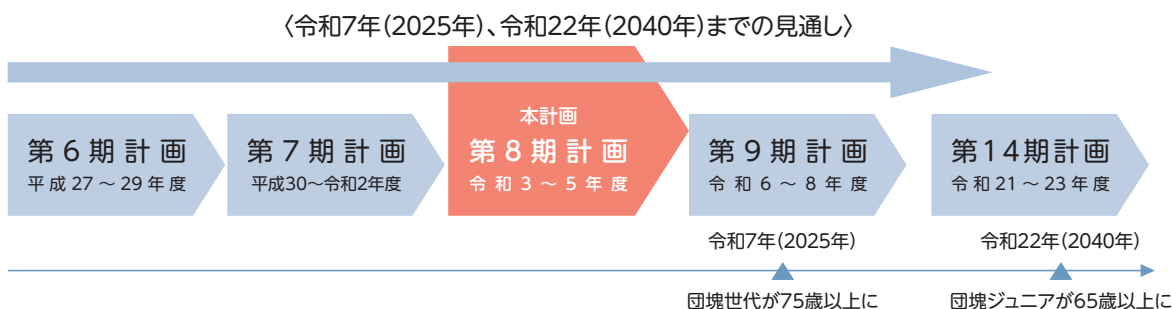 〈令和7年(2025年)、令和22年(2040年)までの見通し〉
第6期計画
平成27～29年度
第7期計画
平成30～令和2年度
本計画
第8期計画
令和3～5年度
第9期計画
令和6～8年度
第14期計画
令和21～23年度
令和7年(2025年)
令和22年(2040年)
団塊世代が75歳以上に
団塊ジュニアが65歳以上に